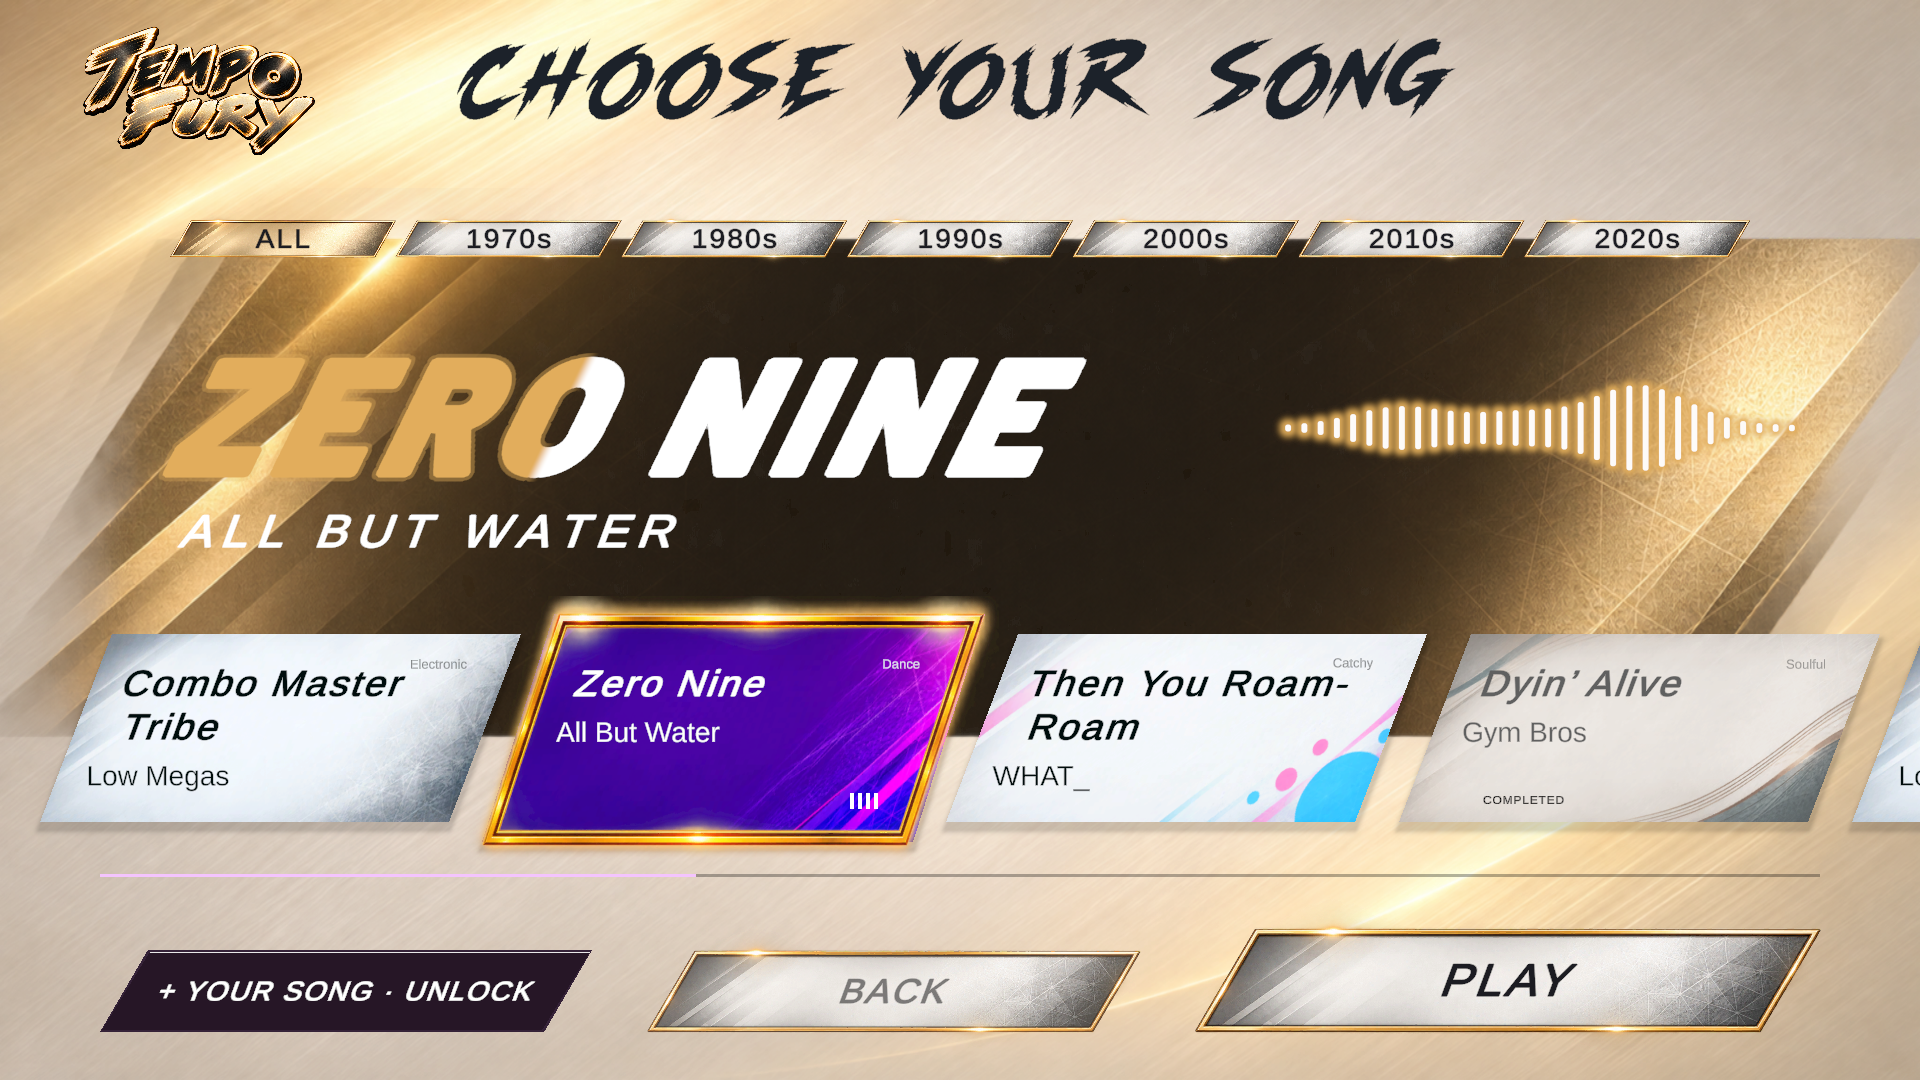 TEMPO
FURY
CHOOSE YOUR SONG
ALL
1970s
1980s
1990s
2000s
2010s
2020s
ZERO NINE
ALL BUT WATER
Combo Master
Tribe
Electronic
Low Megas
Zero Nine
Dance
All But Water
Then You Roam-
Roam
Catchy
WHAT_
Dyin’ Alive
Soulful
Gym Bros
COMPLETED
+ YOUR SONG · UNLOCK
BACK
PLAY